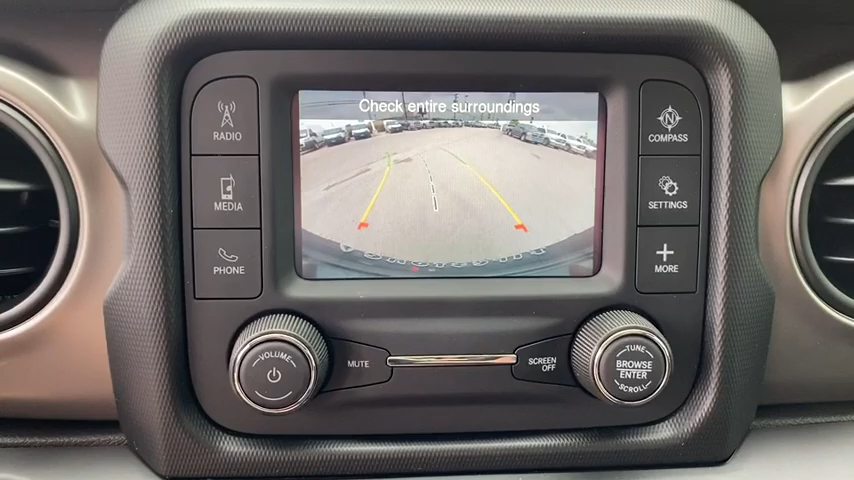 Check entire surroundings
RADIO
MEDIA
PHONE
N
COMPASS
SETTINGS
MORE
VOLUME
MUTE
SCREEN
OFF
TUNE
BROWSE
ENTER
SCROLL